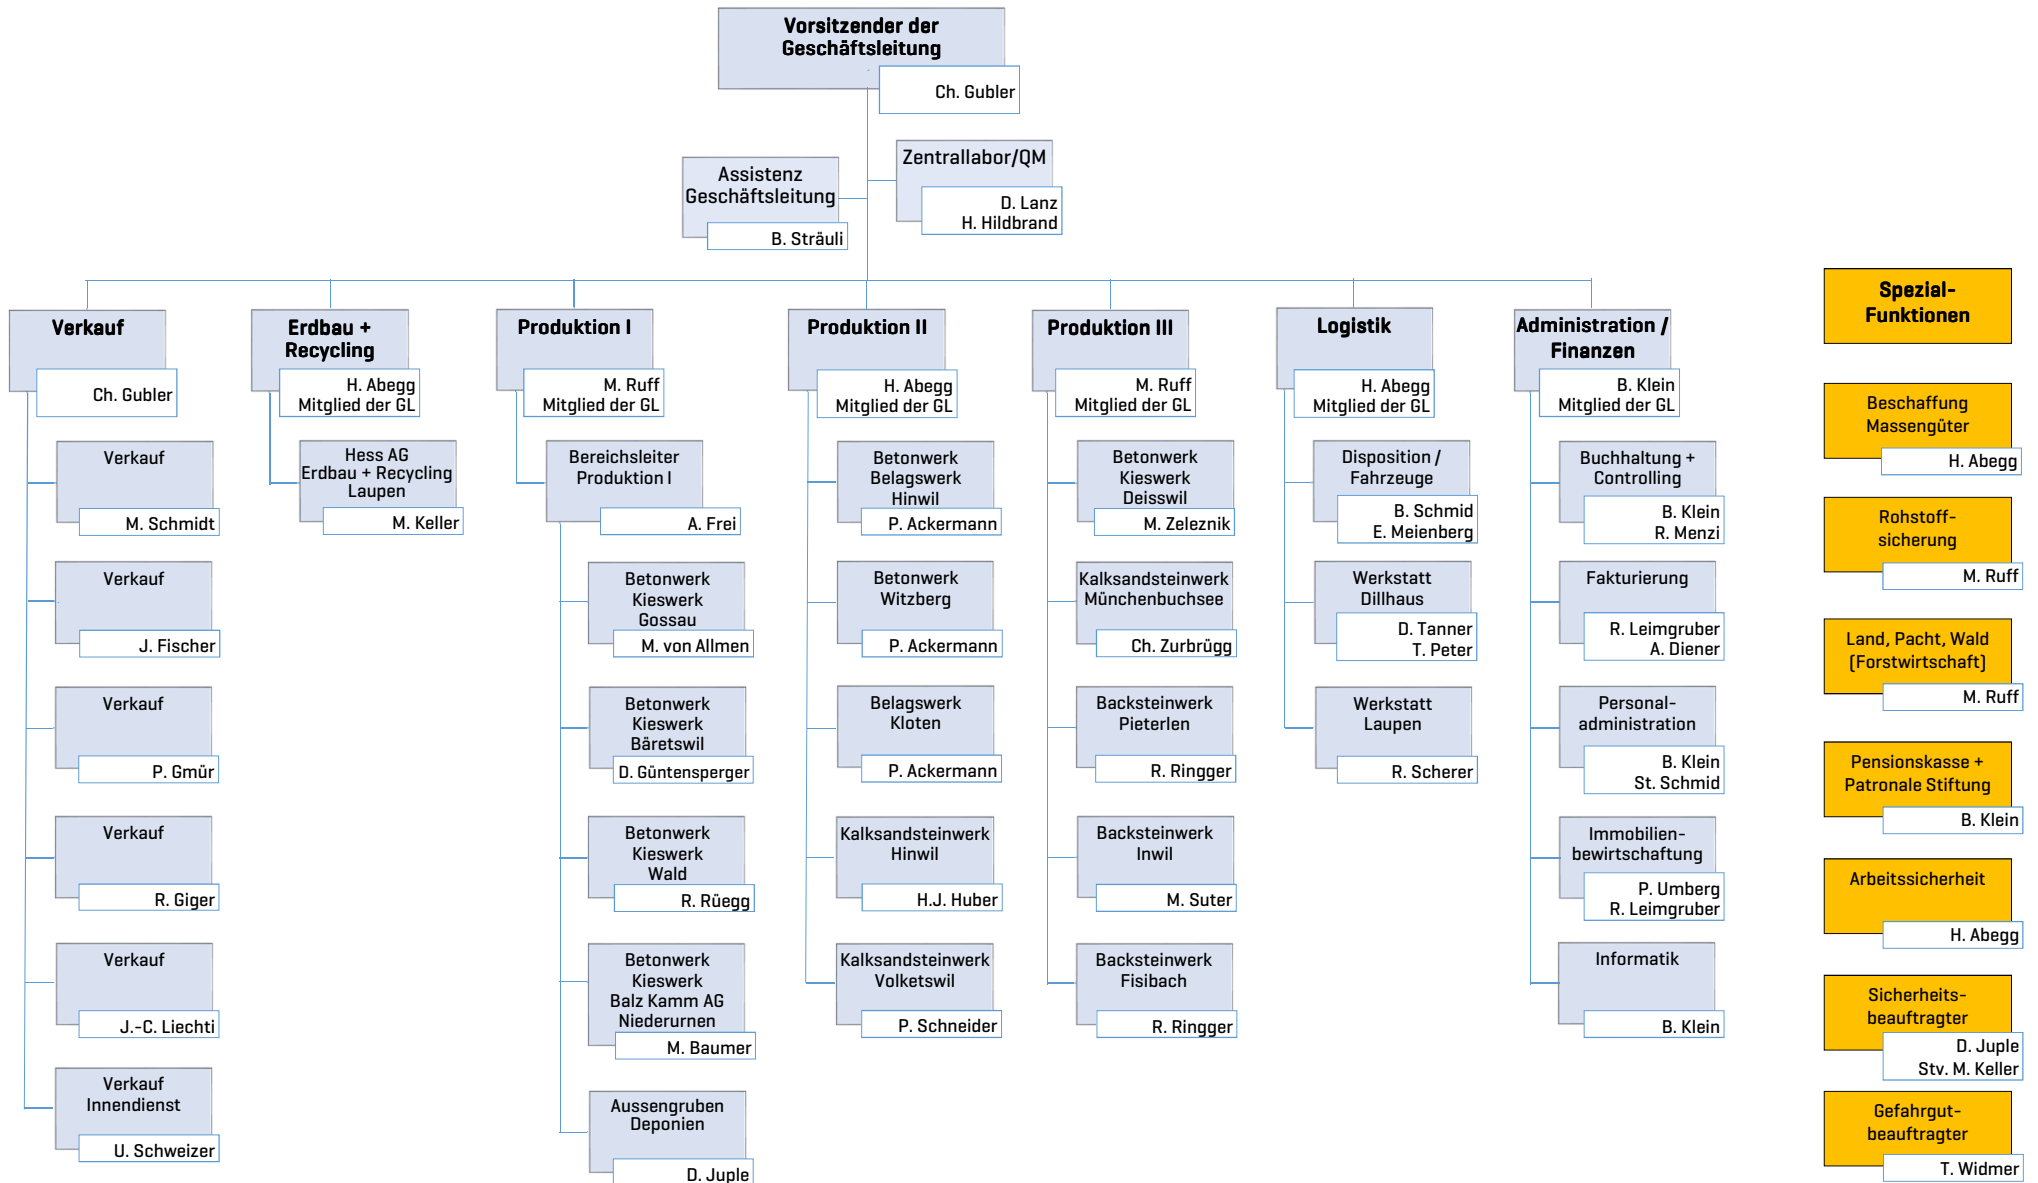 Vorsitzender der
Geschäftsleitung
Ch. Gubler
Assistenz
Geschäftsleitung
B. Sträuli
Zentrallabor/QM
D. Lanz
H. Hildbrand
Verkauf
Ch. Gubler
Verkauf
M. Schmidt
Verkauf
J. Fischer
Verkauf
P. Gmür
Verkauf
R. Giger
Verkauf
J.-C. Liechti
Verkauf
Innendienst
U. Schweizer
Erdbau +
Recycling
H. Abegg
Mitglied der GL
Hess AG
Erdbau + Recycling
Laupen
M. Keller
Produktion I
M. Ruff
Mitglied der GL
Bereichsleiter
Produktion I
A. Frei
Betonwerk
Kieswerk
Gossau
M. von Allmen
Betonwerk
Kieswerk
Bäretswil
D. Güntensperger
Betonwerk
Kieswerk
Wald
R. Rüegg
Betonwerk
Kieswerk
Balz Kamm AG
Niederurnen
M. Baumer
Aussengruben
Deponien
D. Juple
Produktion II
H. Abegg
Mitglied der GL
Betonwerk
Belagswerk
Hinwil
P. Ackermann
Betonwerk
Witzberg
P. Ackermann
Belagswerk
Kloten
P. Ackermann
Kalksandsteinwerk
Hinwil
H.J. Huber
Kalksandsteinwerk
Volketswil
P. Schneider
Produktion III
M. Ruff
Mitglied der GL
Betonwerk
Kieswerk
Deisswil
M. Zeleznik
Kalksandsteinwerk
Münchenbuchsee
Ch. Zurbrügg
Backsteinwerk
Pieterlen
R. Ringger
Backsteinwerk
Inwil
M. Suter
Backsteinwerk
Fisibach
R. Ringger
Logistik
H. Abegg
Mitglied der GL
Disposition /
Fahrzeuge
B. Schmid
E. Meienberg
Werkstatt
Dillhaus
D. Tanner
T. Peter
Werkstatt
Laupen
R. Scherer
Administration /
Finanzen
B. Klein
Mitglied der GL
Buchhaltung +
Controlling
B. Klein
R. Menzi
Fakturierung
R. Leimgruber
A. Diener
Personal-
administration
B. Klein
St. Schmid
Immobilien-
bewirtschaftung
P. Umberg
R. Leimgruber
Informatik
B. Klein
Spezial-
Funktionen
Beschaffung
Massengüter
H. Abegg
Rohstoff-
sicherung
M. Ruff
Land, Pacht, Wald
(Forstwirtschaft)
M. Ruff
Pensionskasse +
Patronale Stiftung
B. Klein
Arbeitssicherheit
H. Abegg
Sicherheits-
beauftragter
D. Juple
Stv. M. Keller
Gefahrgut-
beauftragter
T. Widmer